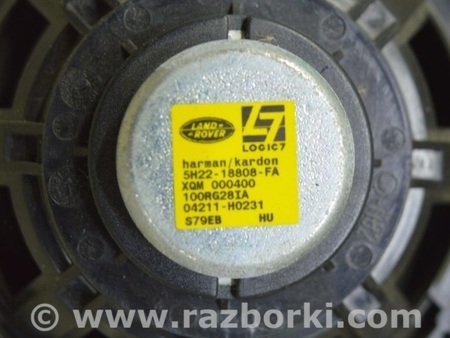 LAND-
ROVER
LOGIC7
harman/kardon
5H22-18808-FA
XQM 000400
100RG28IA
04211-H0231
S79EB HU
© www.razborki.com